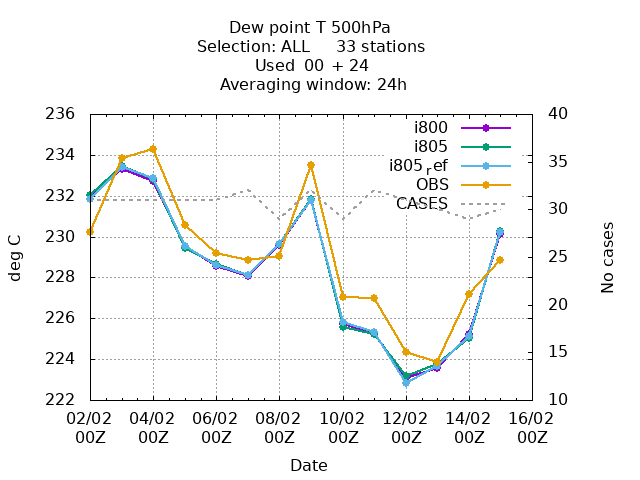 Dew point T 500hPa
Selection: ALL 33 stations
Used 00 + 24
Averaging window: 24h
236
234
232
230
228
226
224
222
deg C
40
35
30
25
20
15
10
No cases
i800
i805
i805ref
OBS
CASES
02/02 04/02 06/02 08/02 10/02 12/02 14/02 16/02
00Z 00Z 00Z 00Z 00Z 00Z 00Z 00Z
Date